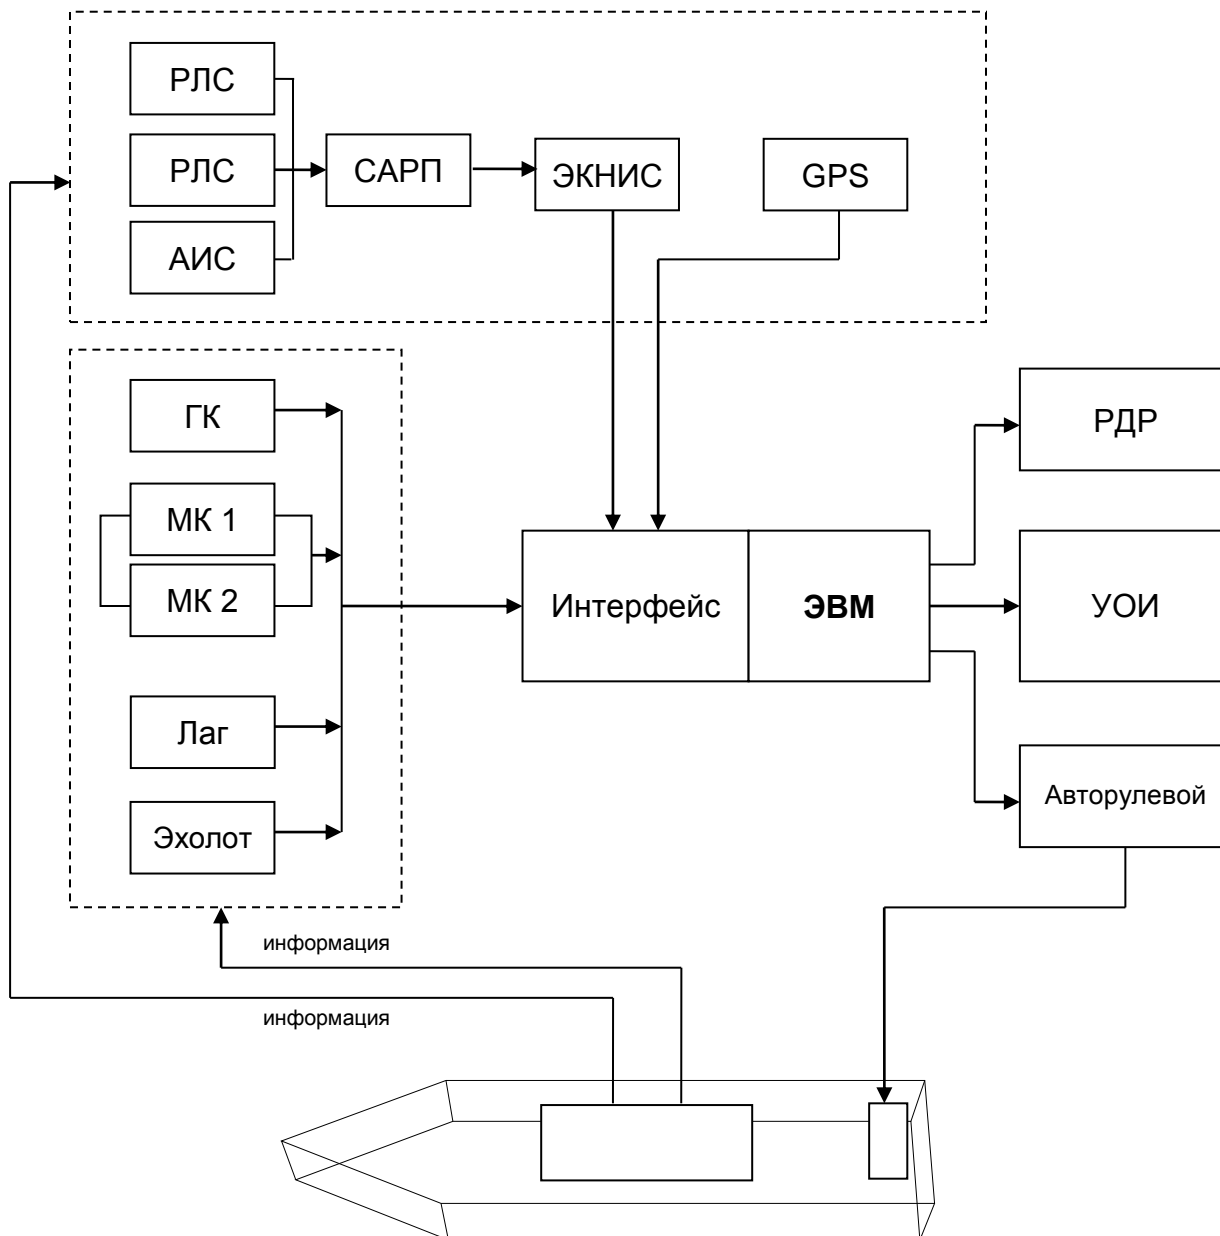 РЛС
РЛС
САРП
ЭКНИС
GPS
АИС
ГК
РДР
МК 1
МК 2
Интерфейс
ЭВМ
УОИ
Лаг
Авторулевой
Эхолот
информация
информация